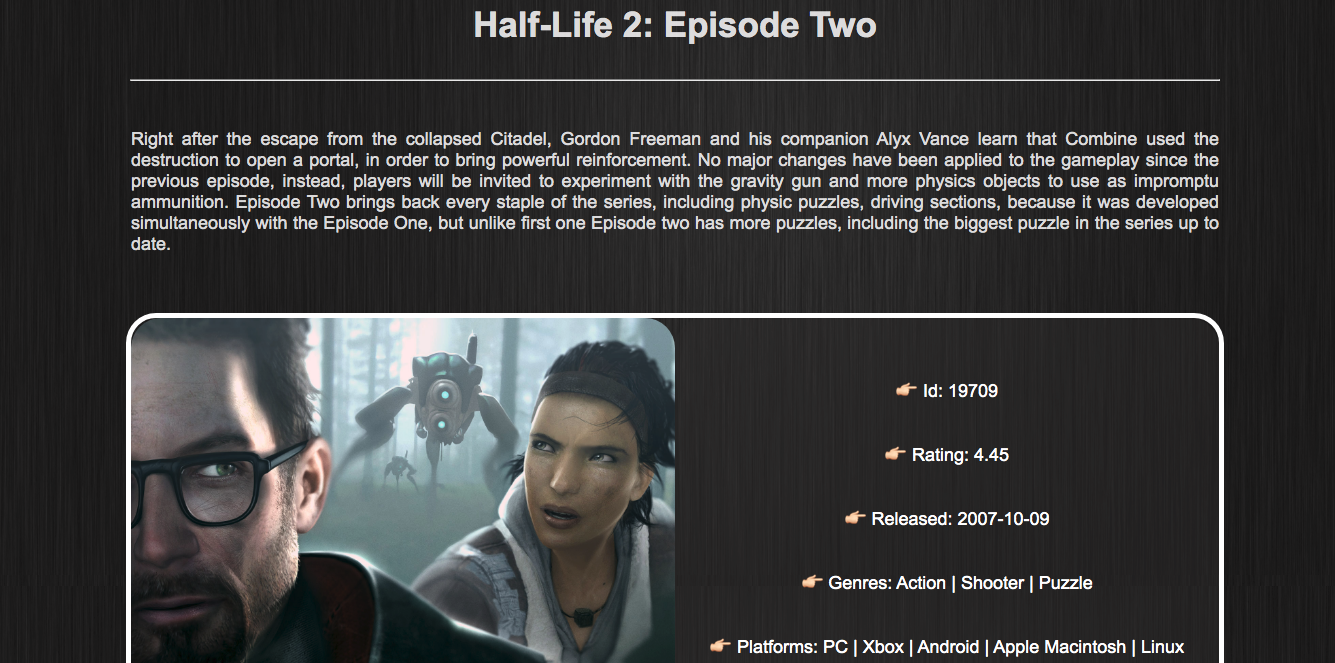 Half-Life 2: Episode Two
Right after the escape from the collapsed Citadel, Gordon Freeman and his companion Alyx Vance learn that Combine used the
destruction to open a portal, in order to bring powerful reinforcement. No major changes have been applied to the gameplay since the
previous episode, instead, players will be invited to experiment with the gravity gun and more physics objects to use as impromptu
ammunition. Episode Two brings back every staple of the series, including physic puzzles, driving sections, because it was developed
simultaneously with the Episode One, but unlike first one Episode two has more puzzles, including the biggest puzzle in the series up to
date.
👉🏼 Id: 19709
👉🏼 Rating: 4.45
👉🏼 Released: 2007-10-09
👉🏼 Genres: Action | Shooter | Puzzle
👉🏼 Platforms: PC | Xbox | Android | Apple Macintosh | Linux